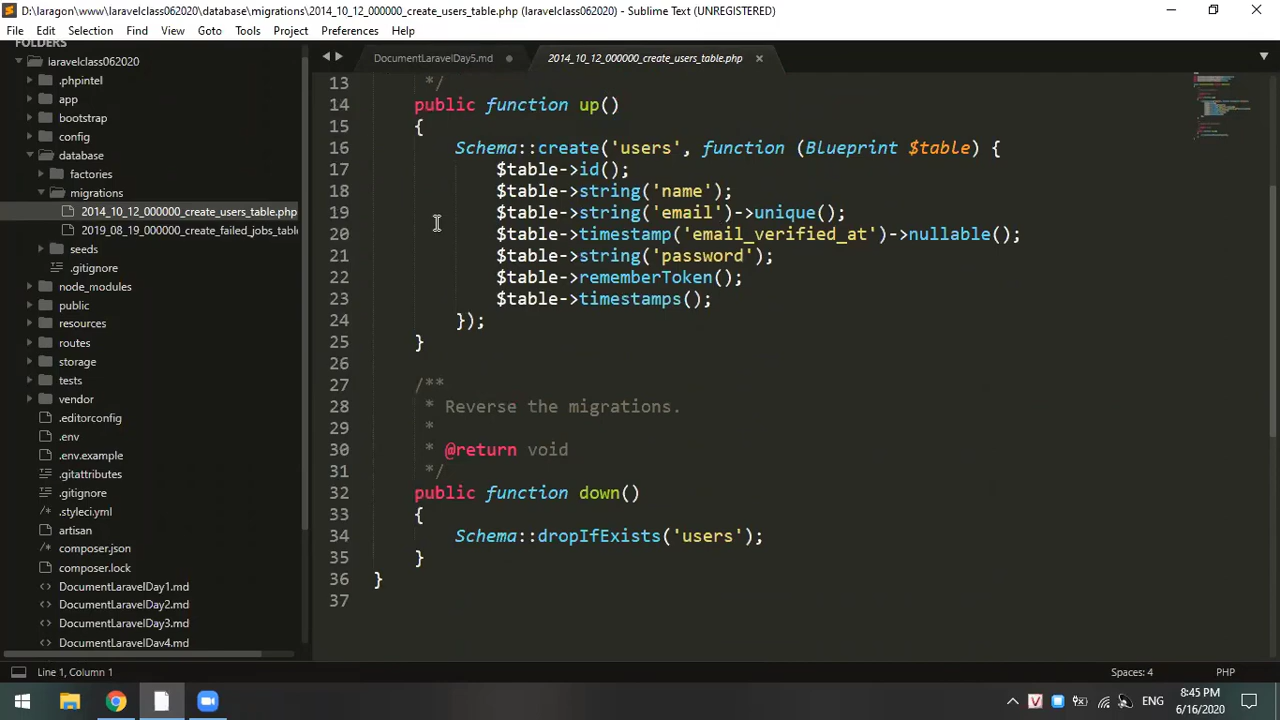 D:\laragon\www\laravelclass062020\database\migrations\2014_10_12_000000_create_users_table.php (laravelclass062020) - Sublime Text (UNREGISTERED)
File Edit Selection Find View Goto Tools Project Preferences Help
FOLDERS
laravelclass062020
.phpintel
app
bootstrap
config
database
factories
migrations
2014_10_12_000000_create_users_table.php
2019_08_19_000000_create_failed_jobs_table
seeds
.gitignore
node_modules
public
resources
routes
storage
tests
vendor
.editorconfig
.env
.env.example
.gitattributes
.gitignore
.styleci.yml
artisan
composer.json
composer.lock
DocumentLaravelDay1.md
DocumentLaravelDay2.md
DocumentLaravelDay3.md
DocumentLaravelDay4.md
DocumentLaravelDay5.md
2014_10_12_000000_create_users_table.php
13 */
14 public function up()
15 {
16 Schema::create('users', function (Blueprint $table) {
17 $table->id();
18 $table->string('name');
19 $table->string('email')->unique();
20 $table->timestamp('email_verified_at')->nullable();
21 $table->string('password');
22 $table->rememberToken();
23 $table->timestamps();
24 });
25 }
26
27 /**
28 * Reverse the migrations.
29 *
30 * @return void
31 */
32 public function down()
33 {
34 Schema::dropIfExists('users');
35 }
36 }
37
Line 1, Column 1
Spaces: 4
PHP
ENG
8:45 PM
6/16/2020